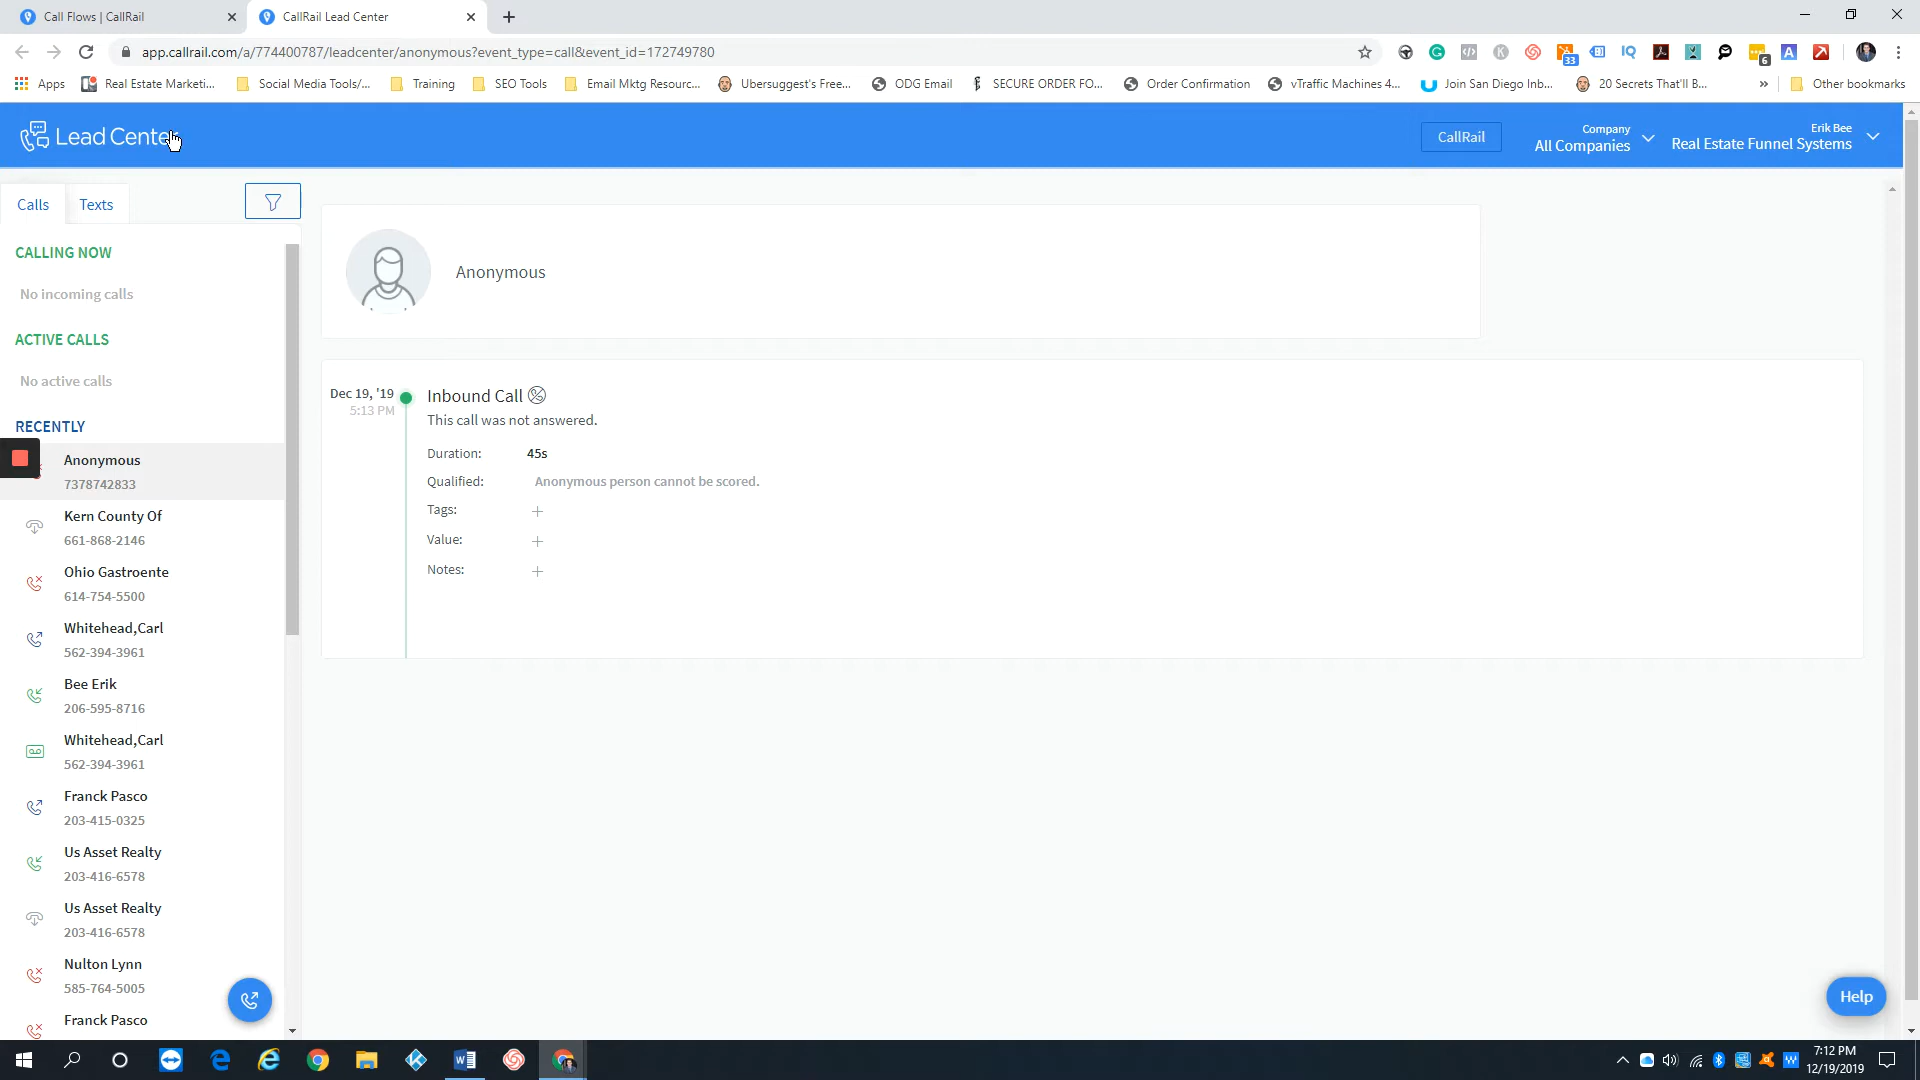 Call Flows | CallRail
CallRail Lead Center
app.callrail.com/a/774400787/leadcenter/anonymous?event_type=call&event_id=172749780
33
6
Apps
Real Estate Marketi...
Social Media Tools/...
Training
SEO Tools
Email Mktg Resourc...
Ubersuggest's Free...
ODG Email
SECURE ORDER FO...
Order Confirmation
vTraffic Machines 4...
Join San Diego Inb...
20 Secrets That'll B...
»
Other bookmarks
Lead Center
CallRail
Company
All Companies
Erik Bee
Real Estate Funnel Systems
Calls
Texts
CALLING NOW
No incoming calls
ACTIVE CALLS
No active calls
RECENTLY
Anonymous
7378742833
Kern County Of
661-868-2146
Ohio Gastroente
614-754-5500
Whitehead,Carl
562-394-3961
Bee Erik
206-595-8716
Whitehead,Carl
562-394-3961
Franck Pasco
203-415-0325
Us Asset Realty
203-416-6578
Us Asset Realty
203-416-6578
Nulton Lynn
585-764-5005
Franck Pasco
Anonymous
Dec 19, '19
5:13 PM
Inbound Call
This call was not answered.
Duration: 45s
Qualified: Anonymous person cannot be scored.
Tags:
Value:
Notes:
Help
7:12 PM
12/19/2019